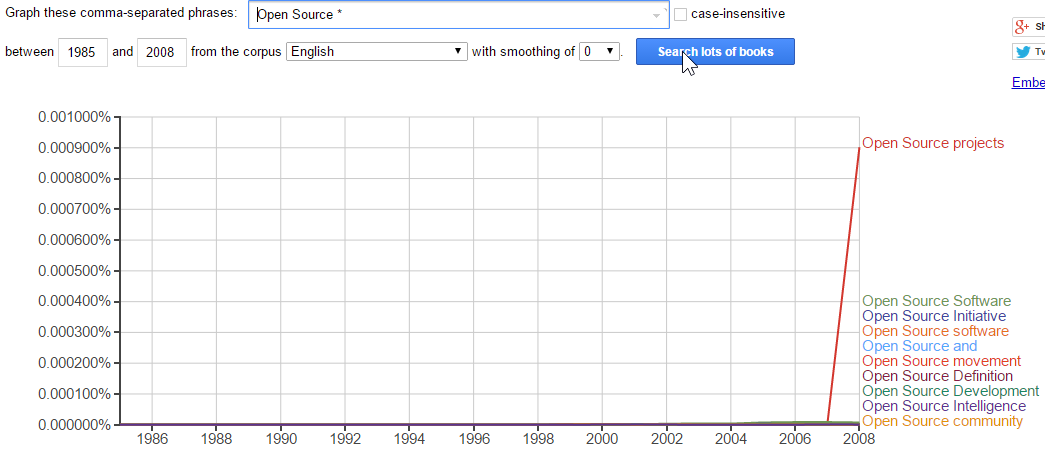 Graph these comma-separated phrases: Open Source * case-insensitive
between 1985 and 2008 from the corpus English with smoothing of 0 . Search lots of books
Tw
Embe
0.001000%
0.000900%
0.000800%
0.000700%
0.000600%
0.000500%
0.000400%
0.000300%
0.000200%
0.000100%
0.000000%
1986 1988 1990 1992 1994 1996 1998 2000 2002 2004 2006 2008
Open Source projects
Open Source Software
Open Source Initiative
Open Source software
Open Source and
Open Source movement
Open Source Definition
Open Source Development
Open Source Intelligence
Open Source community